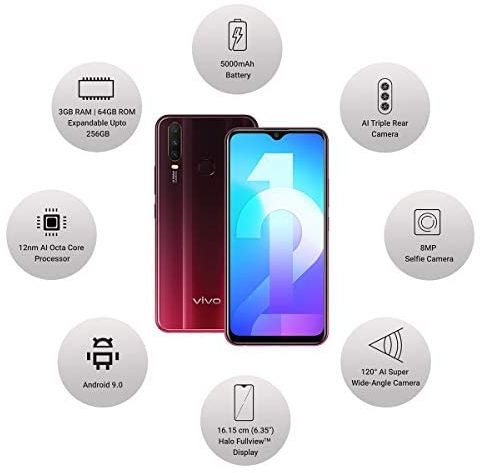 5000mAh
Battery
3GB RAM | 64GB ROM
Expandable Upto
256GB
AI Triple Rear
Camera
12nm AI Octa Core
Processor
vivo
12
8MP
Selfie Camera
Android 9.0
120° AI Super
Wide-Angle Camera
16.15 cm (6.35")
Halo Fullview™
Display